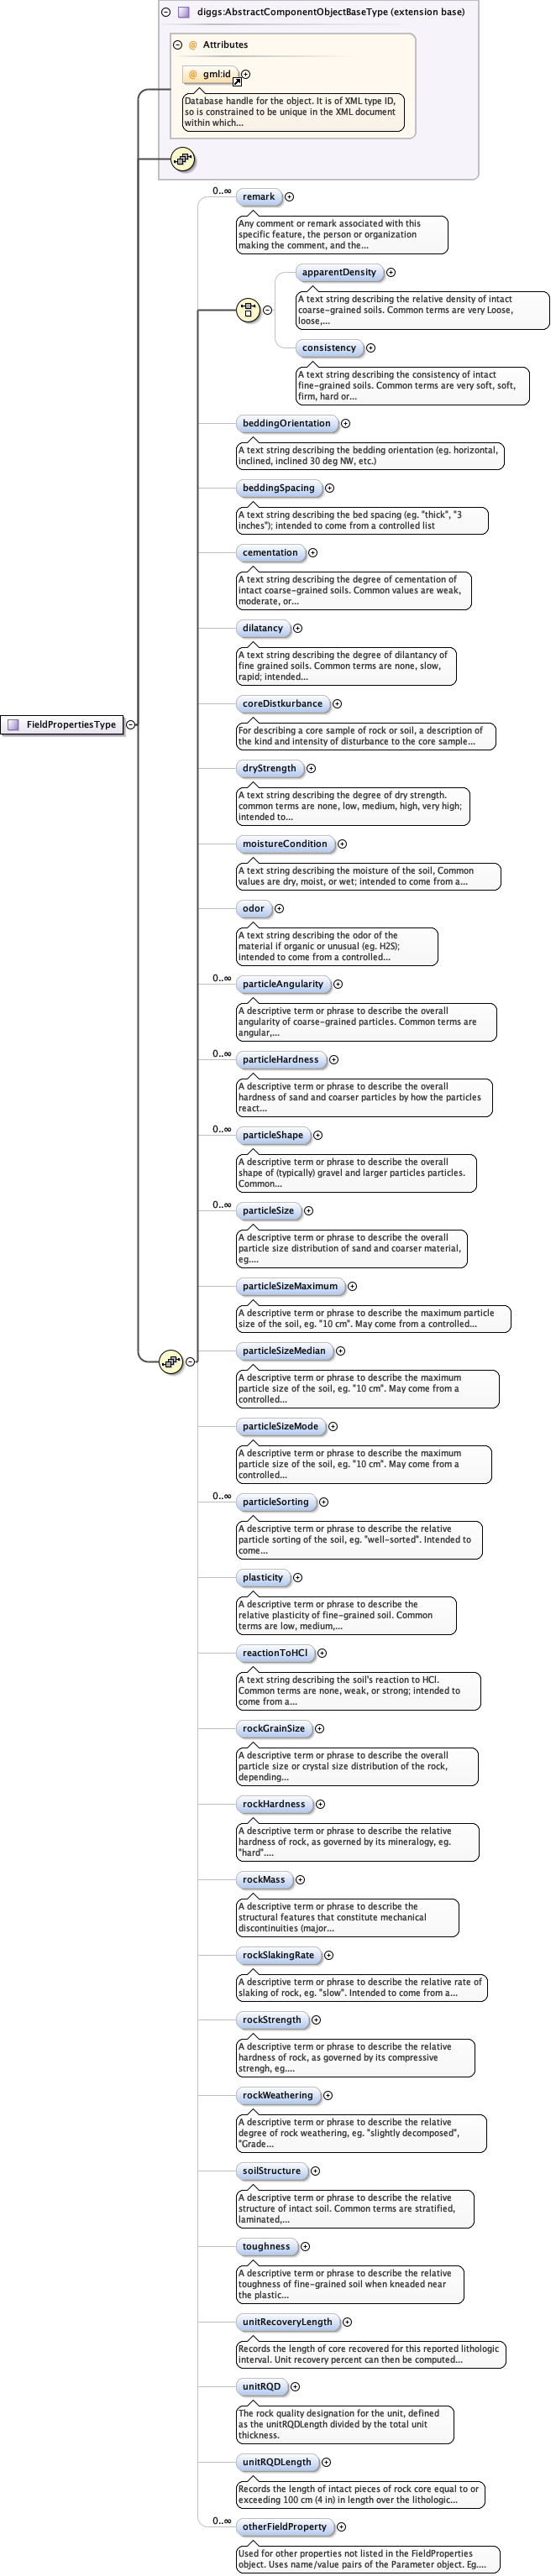 diggs:AbstractComponentObjectBaseType (extension base)
@ Attributes
@ gml:id
Database handle for the object. It is of XML type ID,
so is constrained to be unique in the XML document
within which...
0..∞
remark
Any comment or remark associated with this
specific feature, the person or organization
making the comment, and the...
apparentDensity
A text string describing the relative density of intact
coarse-grained soils. Common terms are very Loose,
loose,...
consistency
A text string describing the consistency of intact
fine-grained soils. Common terms are very soft, soft,
firm, hard or...
beddingOrientation
A text string describing the bedding orientation (eg. horizontal,
inclined, inclined 30 deg NW, etc.)
beddingSpacing
A text string describing the bed spacing (eg. "thick", "3
inches"); intended to come from a controlled list
cementation
A text string describing the degree of cementation of
intact coarse-grained soils. Common values are weak,
moderate, or...
dilatancy
A text string describing the degree of dilantancy of
fine grained soils. Common terms are none, slow,
rapid; intended...
coreDistkurbance
FieldPropertiesType
For describing a core sample of rock or soil, a description of
the kind and intensity of disturbance to the core sample...
dryStrength
A text string describing the degree of dry strength.
common terms are none, low, medium, high, very high;
intended to...
moistureCondition
A text string describing the moisture of the soil, Common
values are dry, moist, or wet; intended to come from a...
odor
A text string describing the odor of the
material if organic or unusual (eg. H2S);
intended to come from a controlled...
0..∞
particleAngularity
A descriptive term or phrase to describe the overall
angularity of coarse-grained particles. Common terms are
angular,...
0..∞
particleHardness
A descriptive term or phrase to describe the overall
hardness of sand and coarser particles by how the particles
react...
0..∞
particleShape
A descriptive term or phrase to describe the overall
shape of (typically) gravel and larger particles particles.
Common...
0..∞
particleSize
A descriptive term or phrase to describe the overall
particle size distribution of sand and coarser material,
eg....
particleSizeMaximum
A descriptive term or phrase to describe the maximum particle
size of the soil, eg. "10 cm". May come from a controlled...
particleSizeMedian
A descriptive term or phrase to describe the maximum
particle size of the soil, eg. "10 cm". May come from a
controlled...
particleSizeMode
A descriptive term or phrase to describe the maximum
particle size of the soil, eg. "10 cm". May come from a
controlled...
0..∞
particleSorting
A descriptive term or phrase to describe the relative
particle sorting of the soil, eg. "well-sorted". Intended to
come...
plasticity
A descriptive term or phrase to describe the
relative plasticity of fine-grained soil. Common
terms are low, medium,...
reactionToHCl
A text string describing the soil's reaction to HCl.
Common terms are none, weak, or strong; intended to
come from a...
rockGrainSize
A descriptive term or phrase to describe the overall
particle size or crystal size distribution of the rock,
depending...
rockHardness
A descriptive term or phrase to describe the relative
hardness of rock, as governed by its mineralogy, eg.
"hard"....
rockMass
A descriptive term or phrase to describe the
structural features that constitute mechanical
discontinuities (major...
rockSlakingRate
A descriptive term or phrase to describe the relative rate of
slaking of rock, eg. "slow". Intended to come from a...
rockStrength
A descriptive term or phrase to describe the relative
hardness of rock, as governed by its compressive
strengh, eg....
rockWeathering
A descriptive term or phrase to describe the relative
degree of rock weathering, eg. "slightly decomposed",
"Grade...
soilStructure
A descriptive term or phrase to describe the relative
structure of intact soil. Common terms are stratified,
laminated,...
toughness
A descriptive term or phrase to describe the relative
toughness of fine-grained soil when kneaded near
the plastic...
unitRecoveryLength
Records the length of core recovered for this reported lithologic
interval. Unit recovery percent can then be computed...
unitRQD
The rock quality designation for the unit, defined
as the unitRQDLength divided by the total unit
thickness.
unitRQDLength
Records the length of intact pieces of rock core equal to or
exceeding 100 cm (4 in) in length over the lithologic...
0..∞
otherFieldProperty
Used for other properties not listed in the FieldProperties
object. Uses name/value pairs of the Parameter object. Eg....